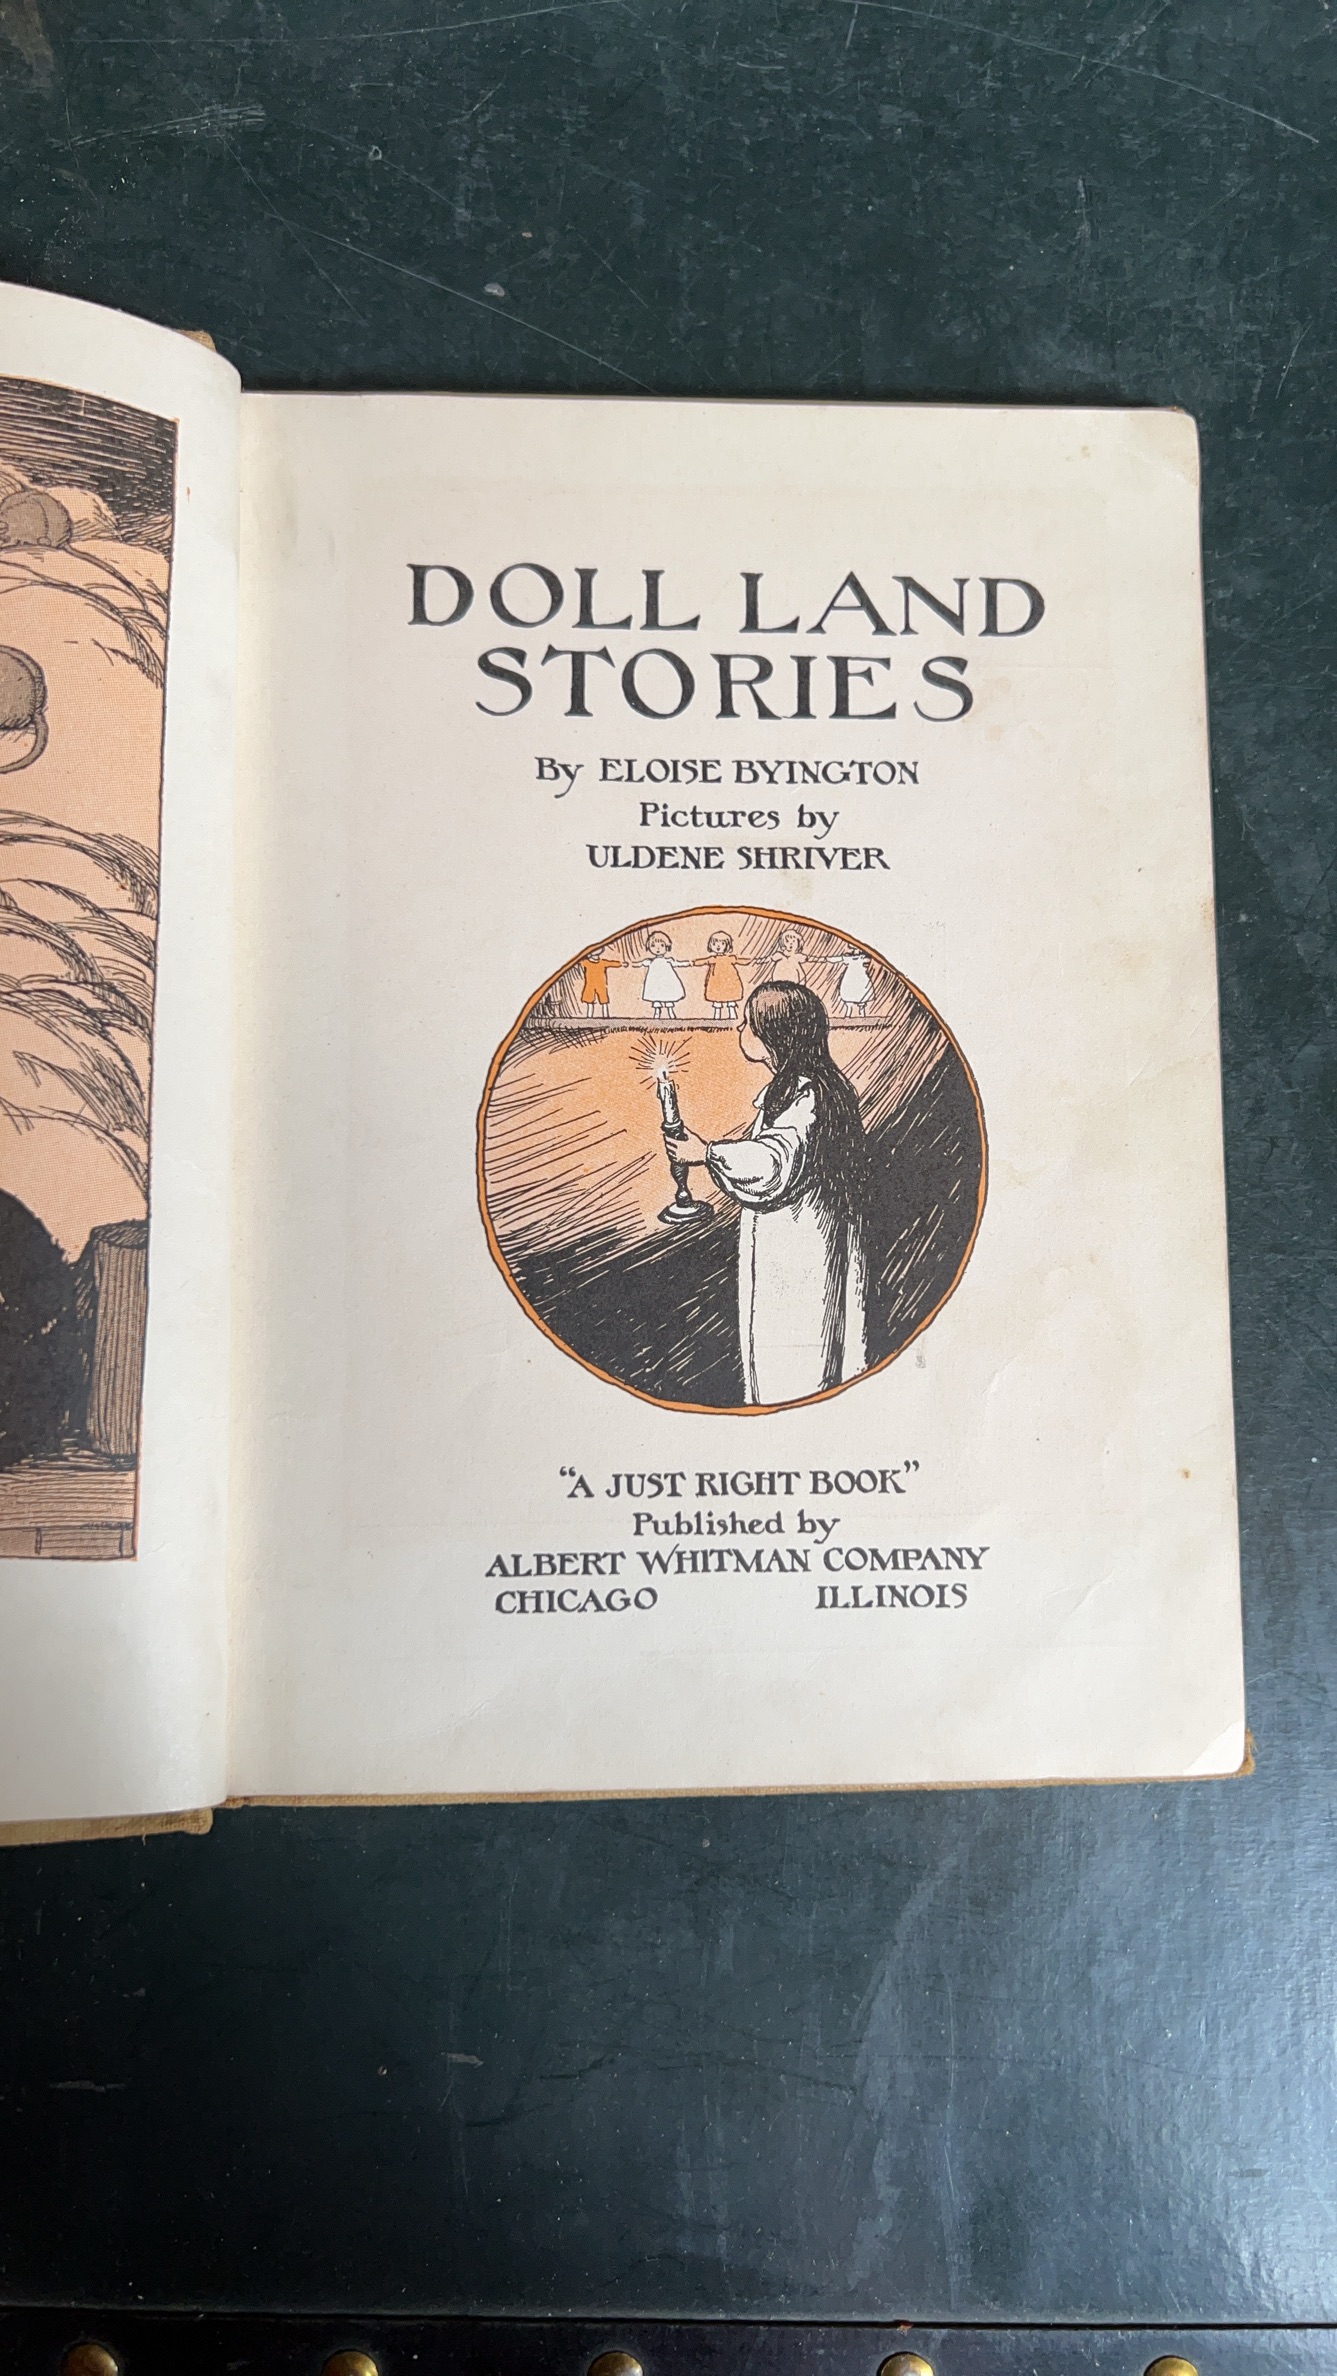 DOLL LAND
STORIES
By ELOISE BYINGTON
Pictures by
ULDENE SHRIVER
"A JUST RIGHT BOOK"
Published by
ALBERT WHITMAN COMPANY
CHICAGO ILLINOIS